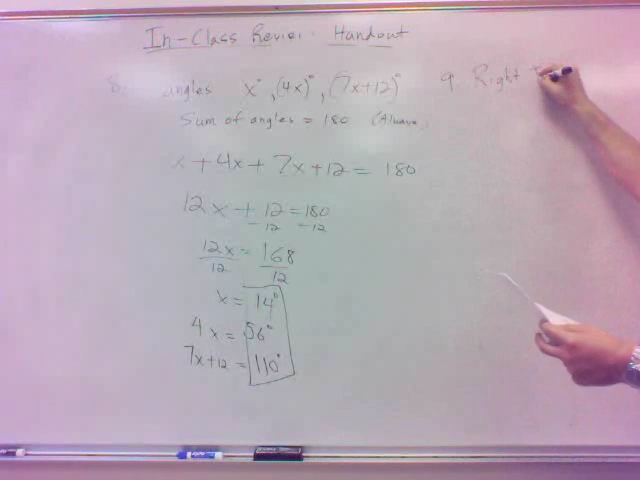 In-Class Review Handout
8. angles x°, (4x)°, (7x+12)°
Sum of angles = 180 (Always
x + 4x + 7x + 12 = 180
12x + 12 = 180
- 12 - 12
12x = 168
12 12
x = 14°
4x = 56°
7x+12 = 110°
9 Right